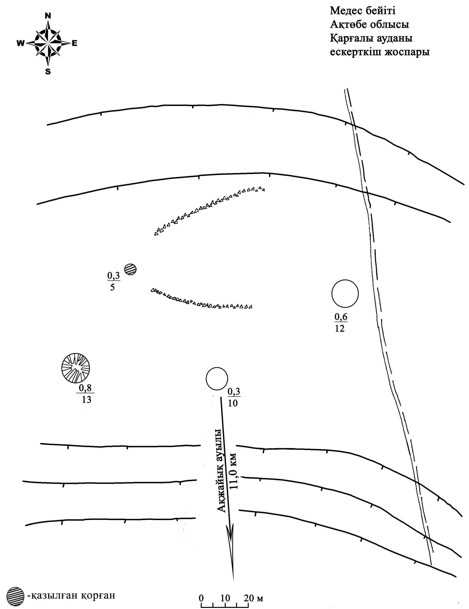 Медес бейіті
Ақтөбе облысы
Қарғалы ауданы
ескерткіш жоспары
N
W E
S
0,3
5
0,6
12
0,8
13
0,3
10
Ақжайық ауылы
11,0 км
-қазылған қорған
0 10 20 м